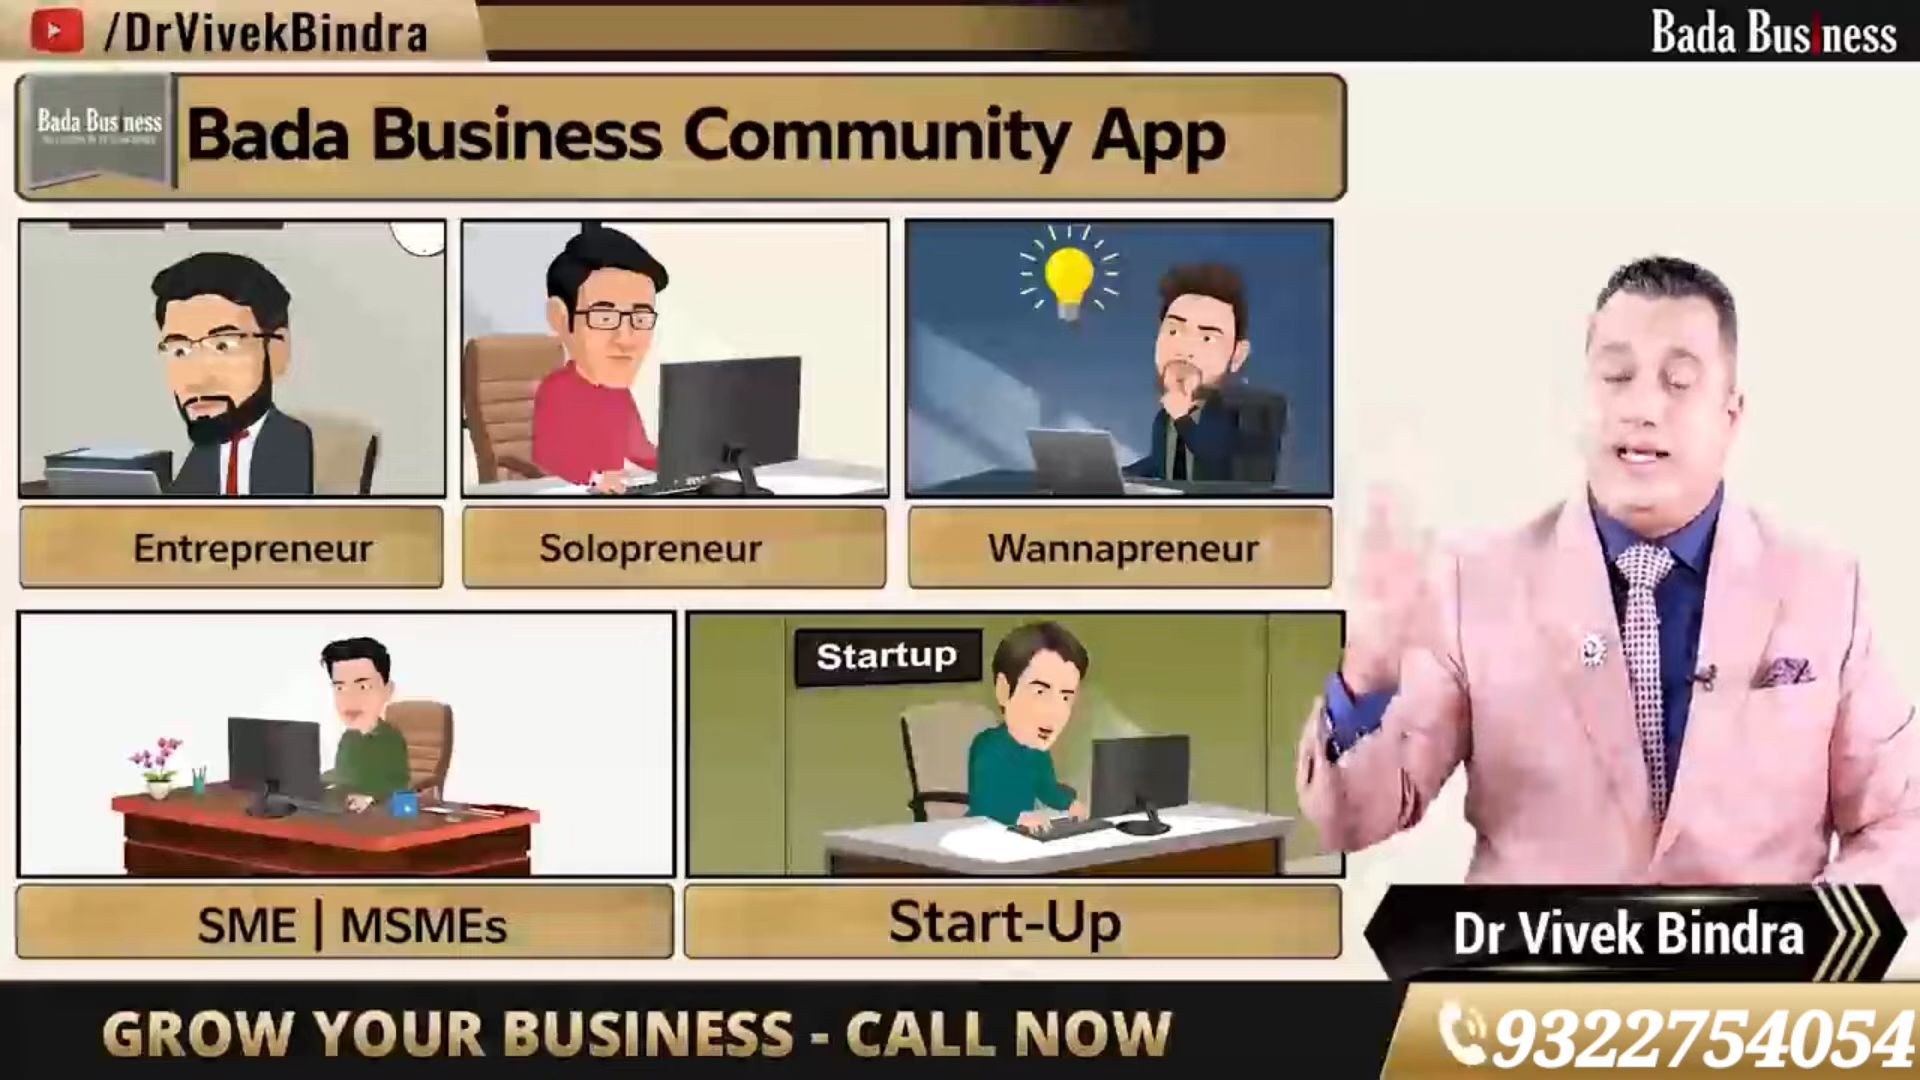 /DrVivekBindra
Bada Business
Bada Business
Bada Business Community App
Entrepreneur
Solopreneur
Wannapreneur
Startup
SME | MSMEs
Start-Up
Dr Vivek Bindra
GROW YOUR BUSINESS - CALL NOW
9322754054